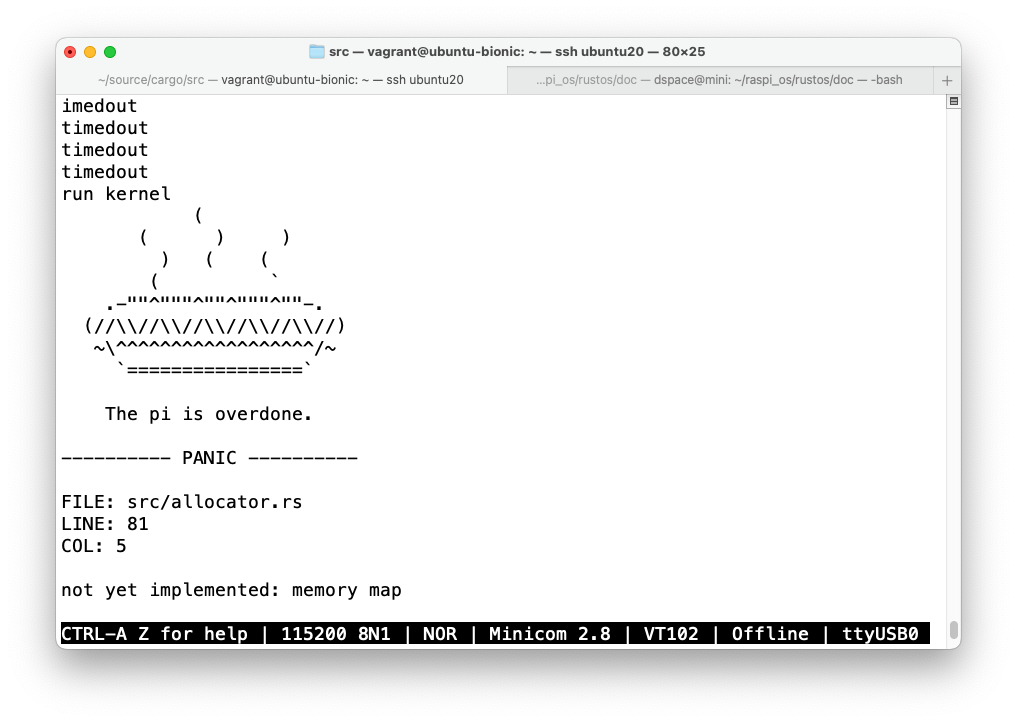 src — vagrant@ubuntu-bionic: ~ — ssh ubuntu20 — 80×25
~/source/cargo/src — vagrant@ubuntu-bionic: ~ — ssh ubuntu20
...pi_os/rustos/doc — dspace@mini: ~/raspi_os/rustos/doc — -bash
+
imedout
timedout
timedout
timedout
run kernel
            (
       (      )     )
         )   (    (
        (          `
    .-""^"""^""^"""^""-.
  (//\\//\\//\\//\\//\\//)
   ~\^^^^^^^^^^^^^^^^^^/~
     `================`
    The pi is overdone.
---------- PANIC ----------
FILE: src/allocator.rs
LINE: 81
COL: 5
not yet implemented: memory map
CTRL-A Z for help | 115200 8N1 | NOR | Minicom 2.8 | VT102 | Offline | ttyUSB0